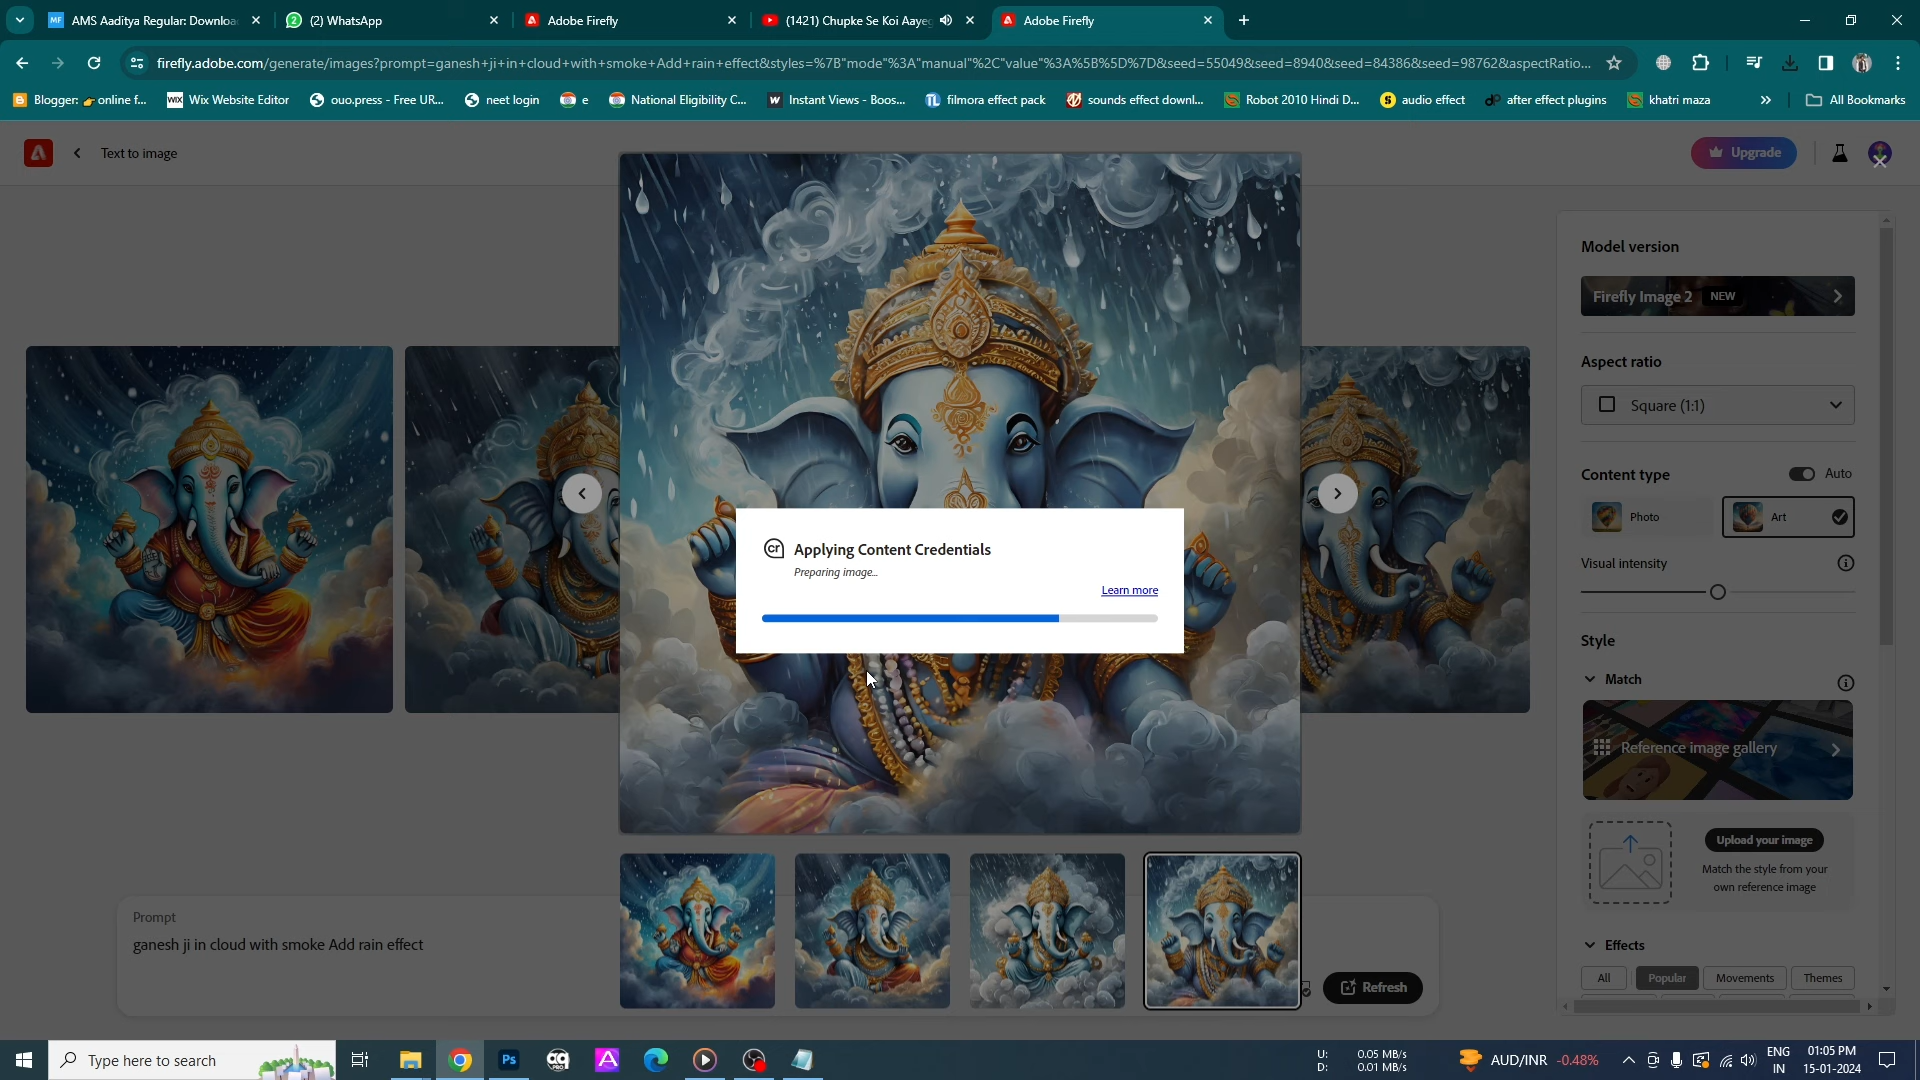 AMS Aaditya Regular: Downloa
(2) WhatsApp
Adobe Firefly
(1421) Chupke Se Koi Aayeg
Adobe Firefly
firefly.adobe.com/generate/images?prompt=ganesh+ji+in+cloud+with+smoke+Add+rain+effect&styles=%7B"mode"%3A"manual"%2C"value"%3A%5B%5D%7D&seed=55049&seed=8940&seed=84386&seed=98762&aspectRatio...
Blogger: 👉online f...
Wix Website Editor
ouo.press - Free UR...
neet login
e
National Eligibility C...
Instant Views - Boos...
filmora effect pack
sounds effect downl...
Robot 2010 Hindi D...
audio effect
after effect plugins
khatri maza
All Bookmarks
Text to image
Upgrade
Model version
Firefly Image 2 NEW
Aspect ratio
Square (1:1)
Content type
Auto
Photo
Art
Visual intensity
Style
Match
Reference image gallery
Upload your image
Match the style from your
own reference image
Effects
All
Popular
Movements
Themes
cr Applying Content Credentials
Preparing image...
Learn more
Prompt
ganesh ji in cloud with smoke Add rain effect
Refresh
Type here to search
Ps
U: 0.05 MB/s
D: 0.01 MB/s
AUD/INR -0.48%
ENG
IN
01:05 PM
15-01-2024